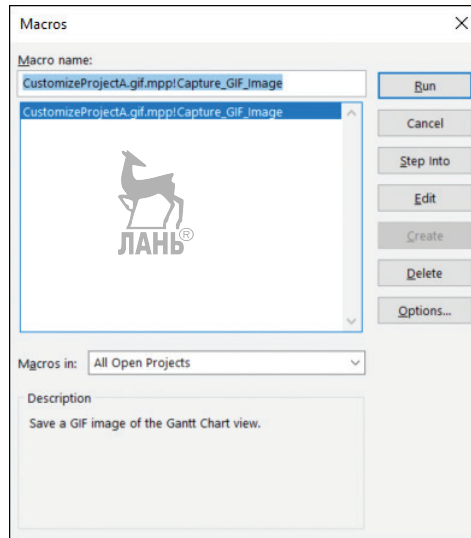 Macros
Macro name:
CustomizeProjectA.gif.mpp!Capture_GIF_Image
Run
CustomizeProjectA.gif.mpp!Capture_GIF_Image
Cancel
Step Into
Edit
Create
Delete
Options...
ЛАНЬ®
Macros in: All Open Projects
Description
Save a GIF image of the Gantt Chart view.